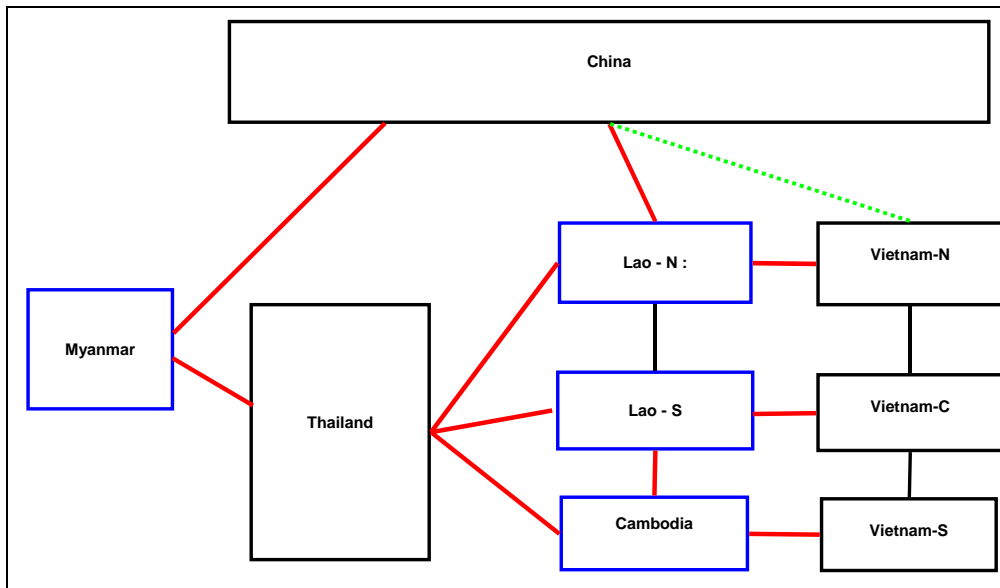 China
Lao - N :
Vietnam-N
Myanmar
Thailand
Lao - S
Vietnam-C
Cambodia
Vietnam-S